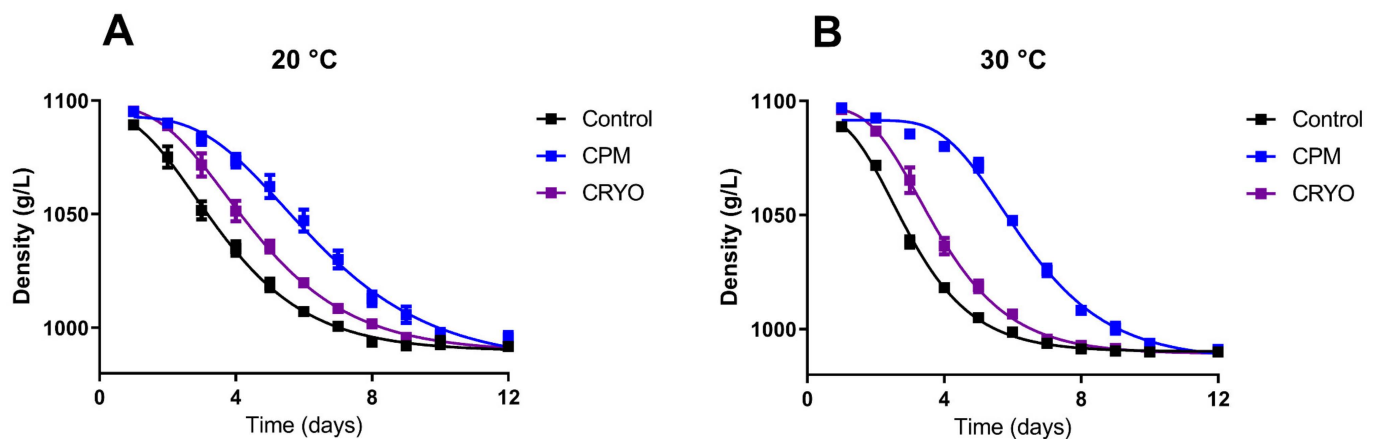 A
20 °C
1100
1050
1000
Density (g/L)
0
4
8
12
Time (days)
Control
CPM
CRYO
B
30 °C
1100
1050
1000
Density (g/L)
0
4
8
12
Time (days)
Control
CPM
CRYO